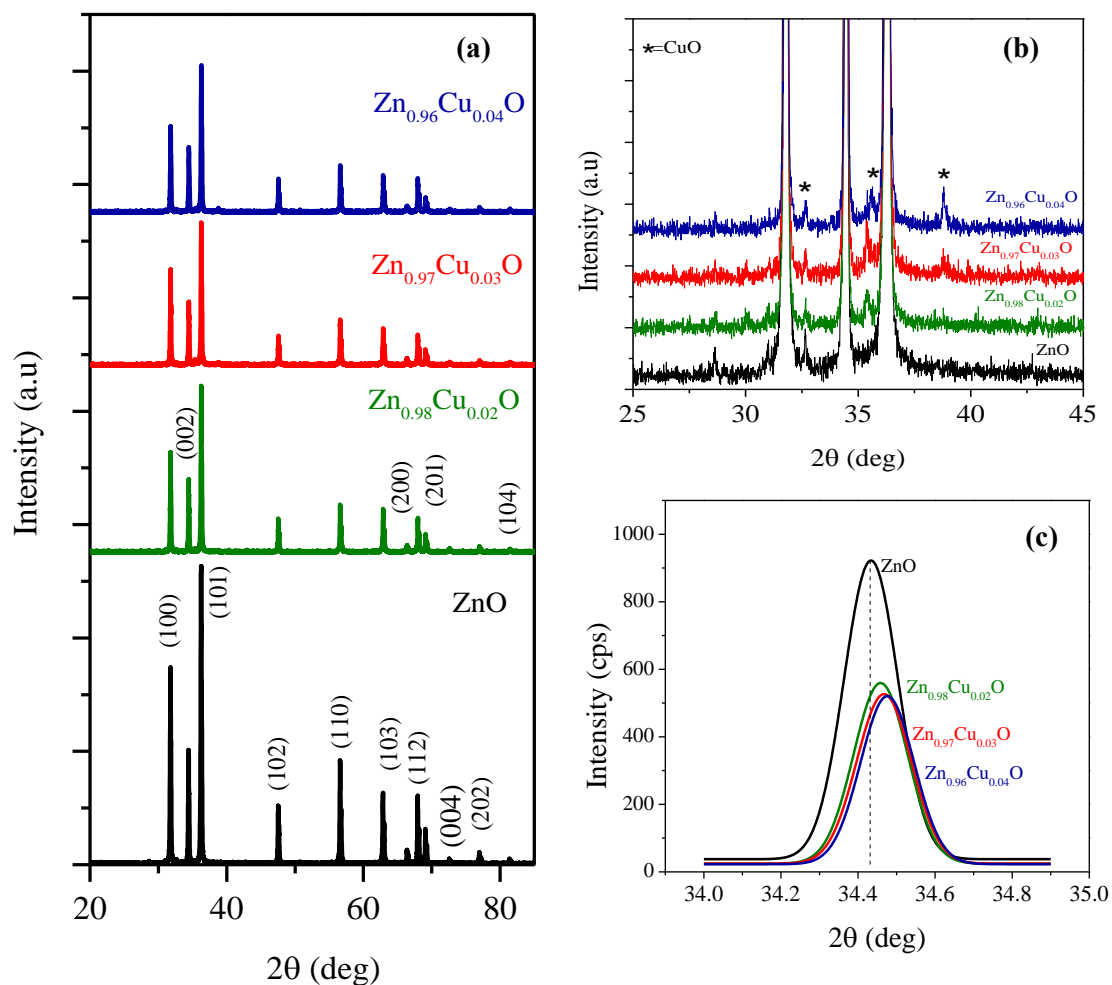 (a)
Zn0.96Cu0.04O
Zn0.97Cu0.03O
Zn0.98Cu0.02O
(002)
(200)
(201)
(104)
ZnO
(100)
(101)
(102)
(110)
(103)
(112)
(004)
(202)
20 40 60 80
2θ (deg)
Intensity (a.u)
(b)
*=CuO
* * *
Zn0.96Cu0.04O
Zn0.97Cu0.03O
Zn0.98Cu0.02O
ZnO
25 30 35 40 45
2θ (deg)
Intensity (a.u)
(c)
ZnO
Zn0.98Cu0.02O
Zn0.97Cu0.03O
Zn0.96Cu0.04O
1000
800
600
400
200
0
34.0 34.2 34.4 34.6 34.8 35.0
2θ (deg)
Intensity (cps)